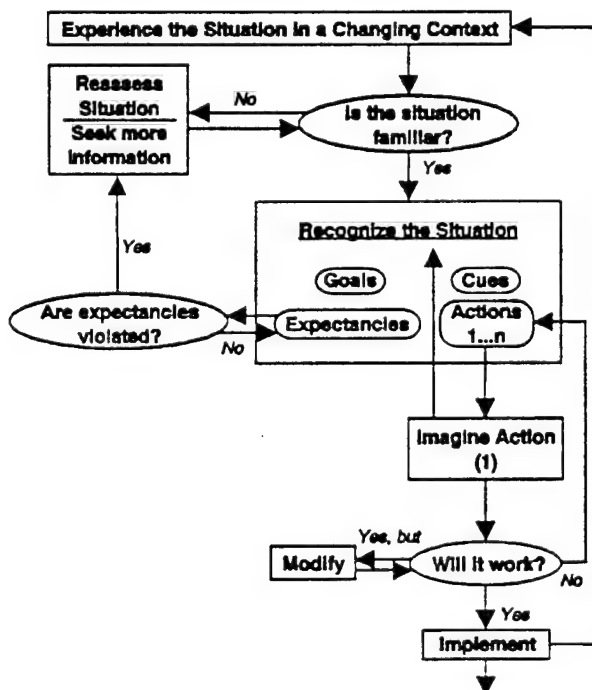 Experience the Situation in a Changing Context
Reassess
Situation
Seek more
information
No
Is the situation
familiar?
Yes
Recognize the Situation
Yes
Goals
Cues
Are expectancies
violated?
No
Expectancies
Actions
1...n
Imagine Action
(1)
Yes, but
Modify
Will it work?
No
Yes
Implement